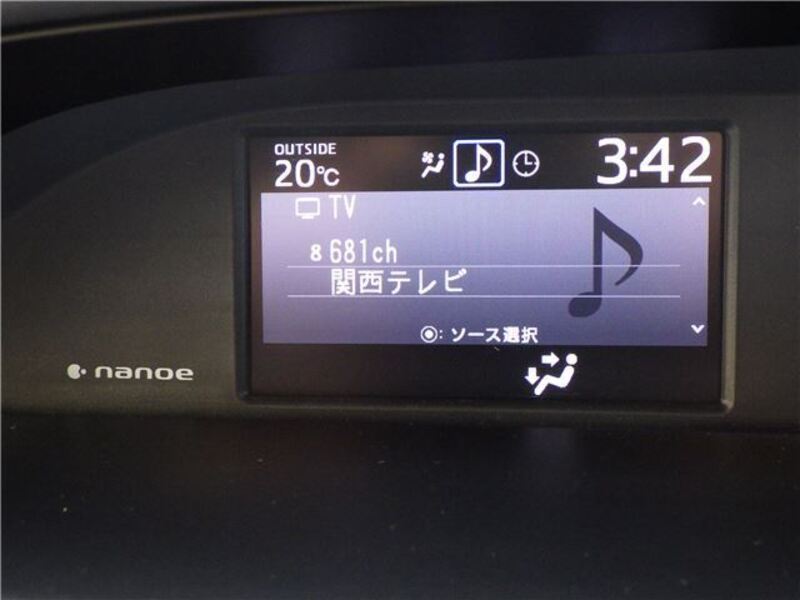 OUTSIDE
20℃
3:42
TV
8 681ch
関西テレビ
◉: ソース選択
nanoe